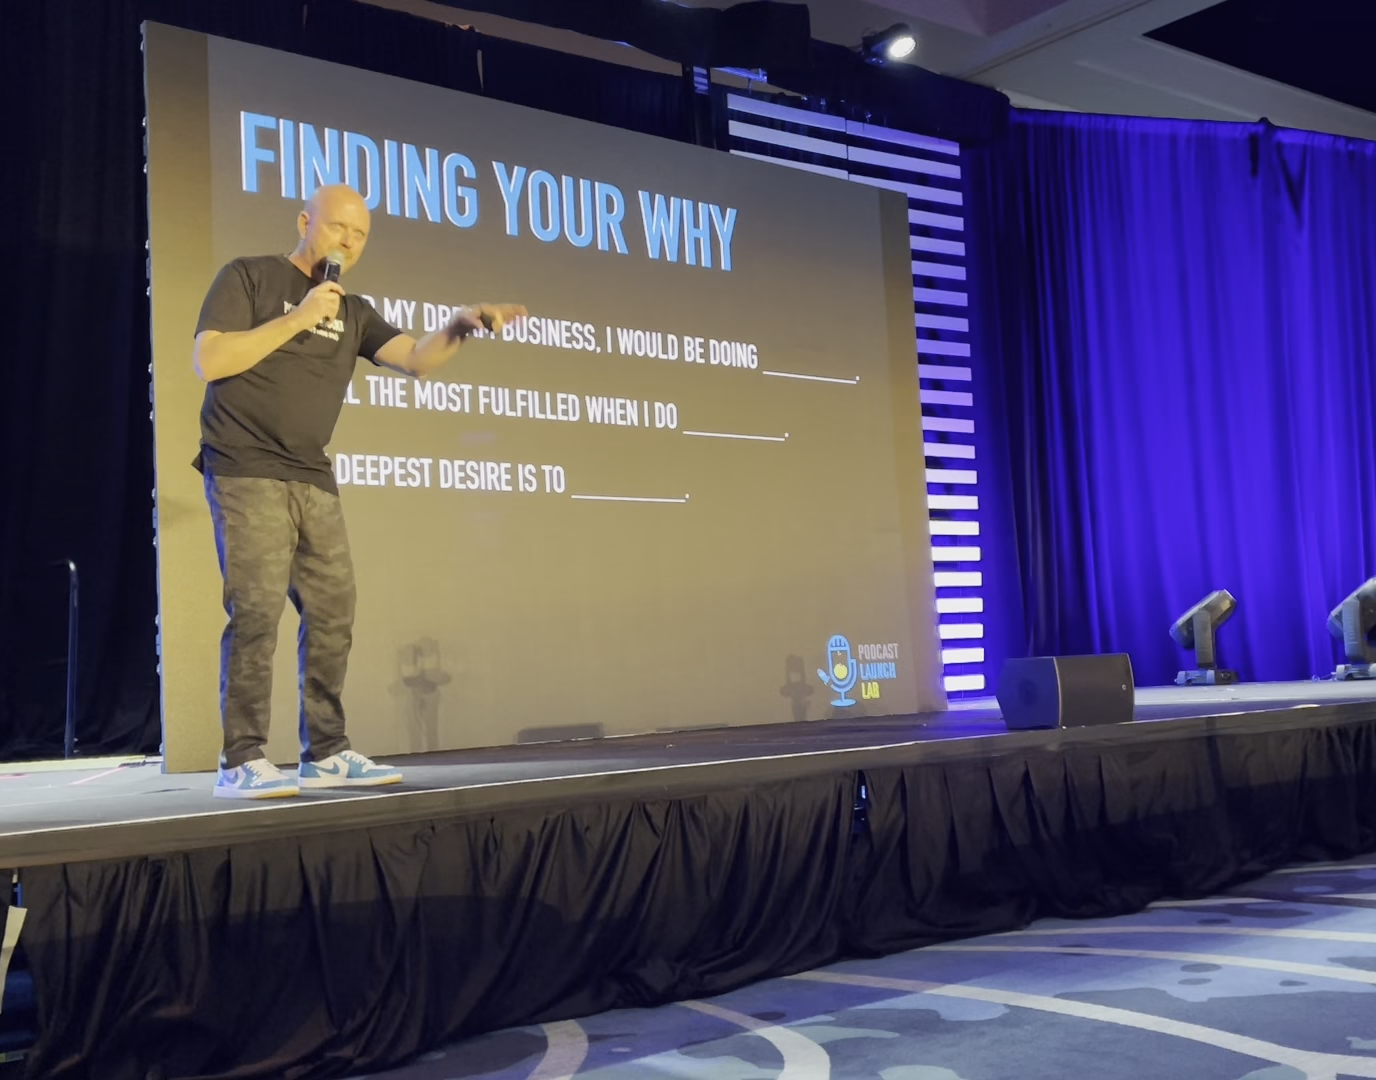 FINDING YOUR WHY
MY DREAM BUSINESS, I WOULD BE DOING ________.
THE MOST FULFILLED WHEN I DO ________.
DEEPEST DESIRE IS TO ________.
PODCAST
LAUNCH
LAB